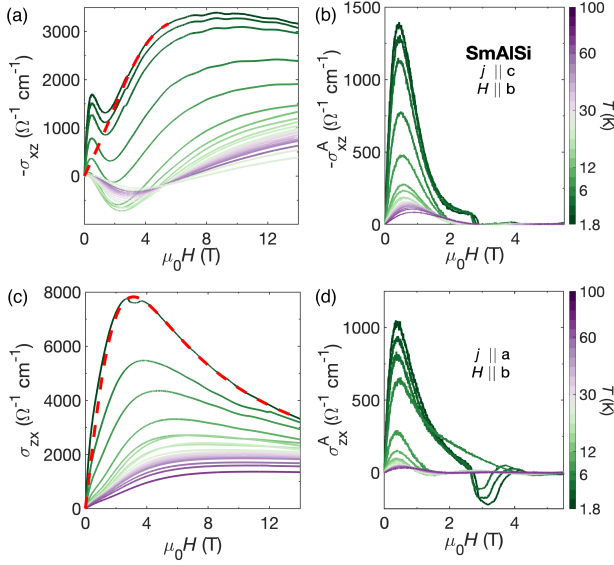 (a)
3000
2000
1000
0
-σxz (Ω⁻¹ cm⁻¹)
0 4 8 12
μ₀H (T)
(b)
1500
1000
500
0
-σᴬxz (Ω⁻¹ cm⁻¹)
SmAlSi
j || c
H || b
0 2 4
μ₀H (T)
100
60
30
12
6
1.8
T (K)
(c)
8000
6000
4000
2000
0
σzx (Ω⁻¹ cm⁻¹)
0 4 8 12
μ₀H (T)
(d)
1000
500
0
σᴬzx (Ω⁻¹ cm⁻¹)
j || a
H || b
0 2 4
μ₀H (T)
100
60
30
12
6
1.8
T (K)